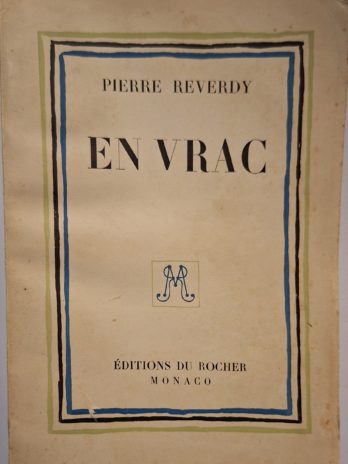 PIERRE REVERDY
EN VRAC
ÉDITIONS DU ROCHER
MONACO